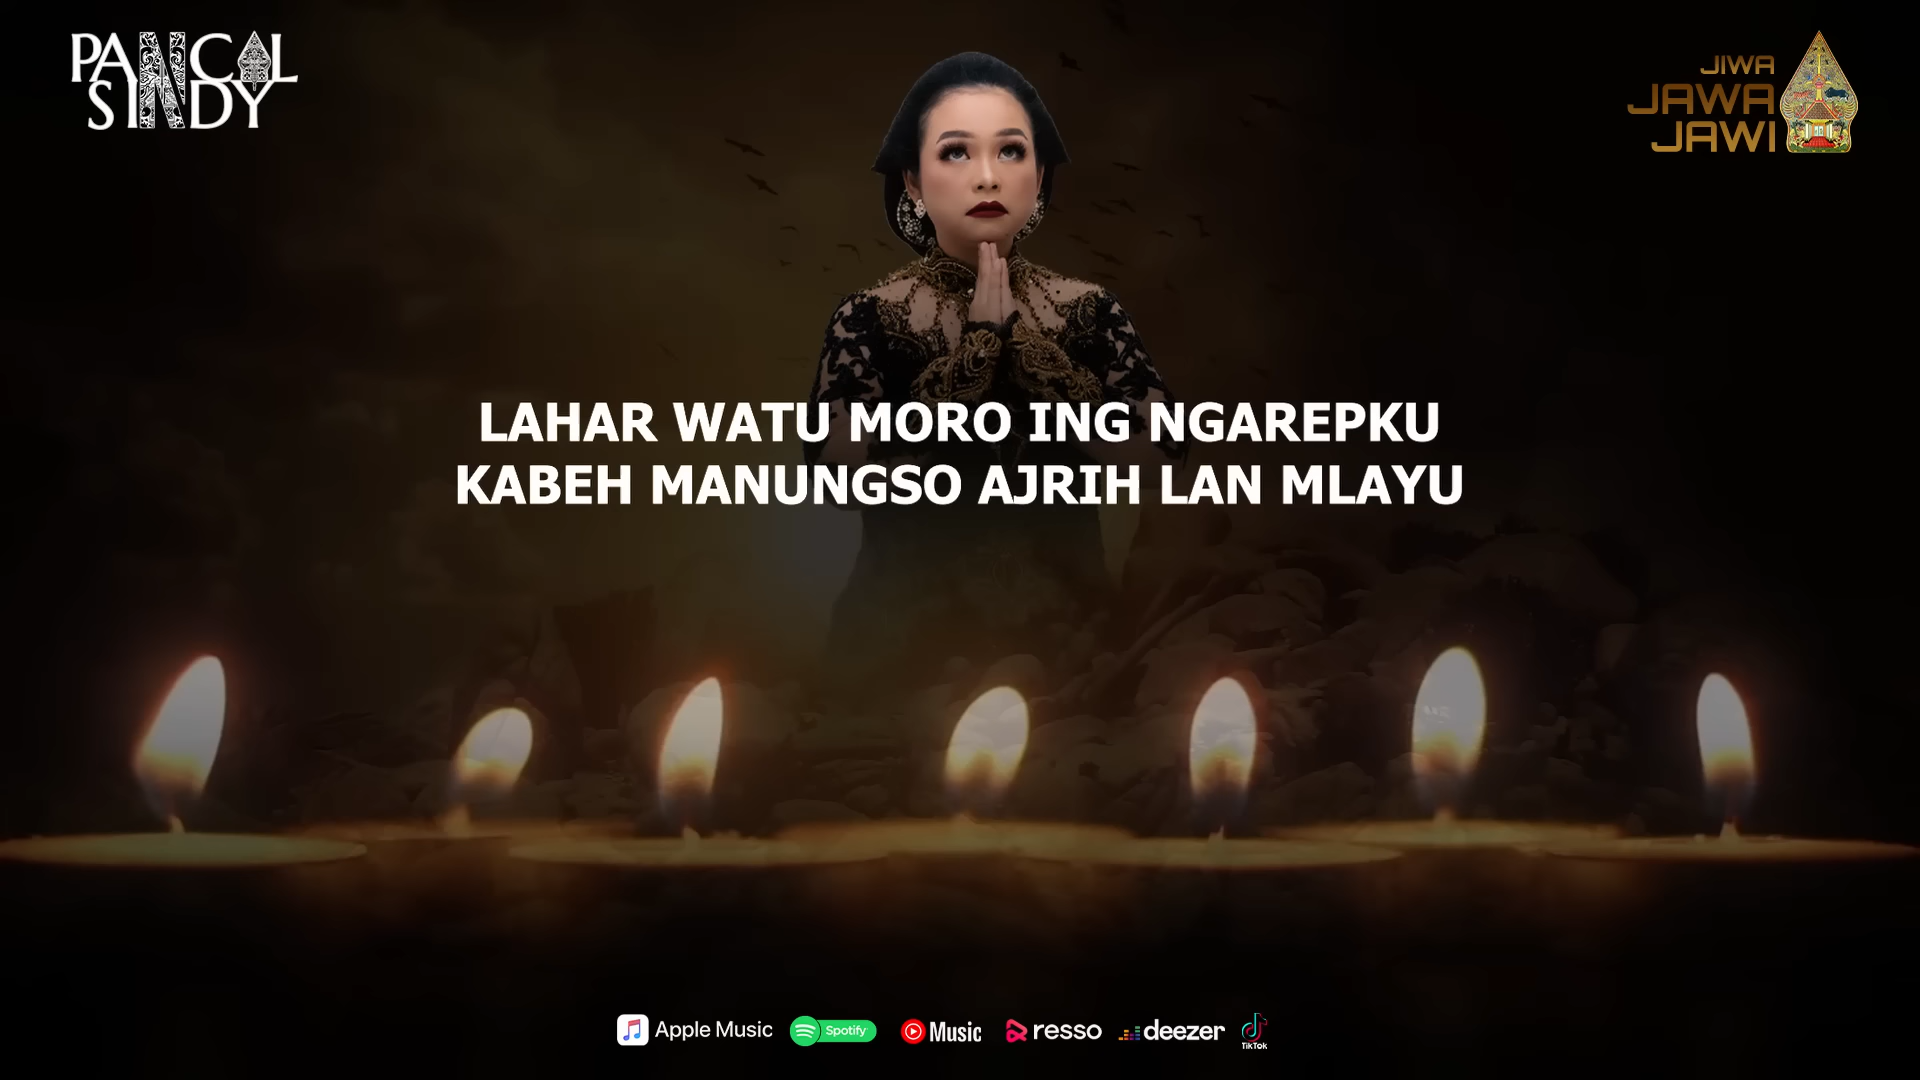 PANCAL
SINDY
JIWA
JAWA
JAWI
LAHAR WATU MORO ING NGAREPKU
KABEH MANUNGSO AJRIH LAN MLAYU
Apple Music
Spotify
Music
resso
deezer
TikTok